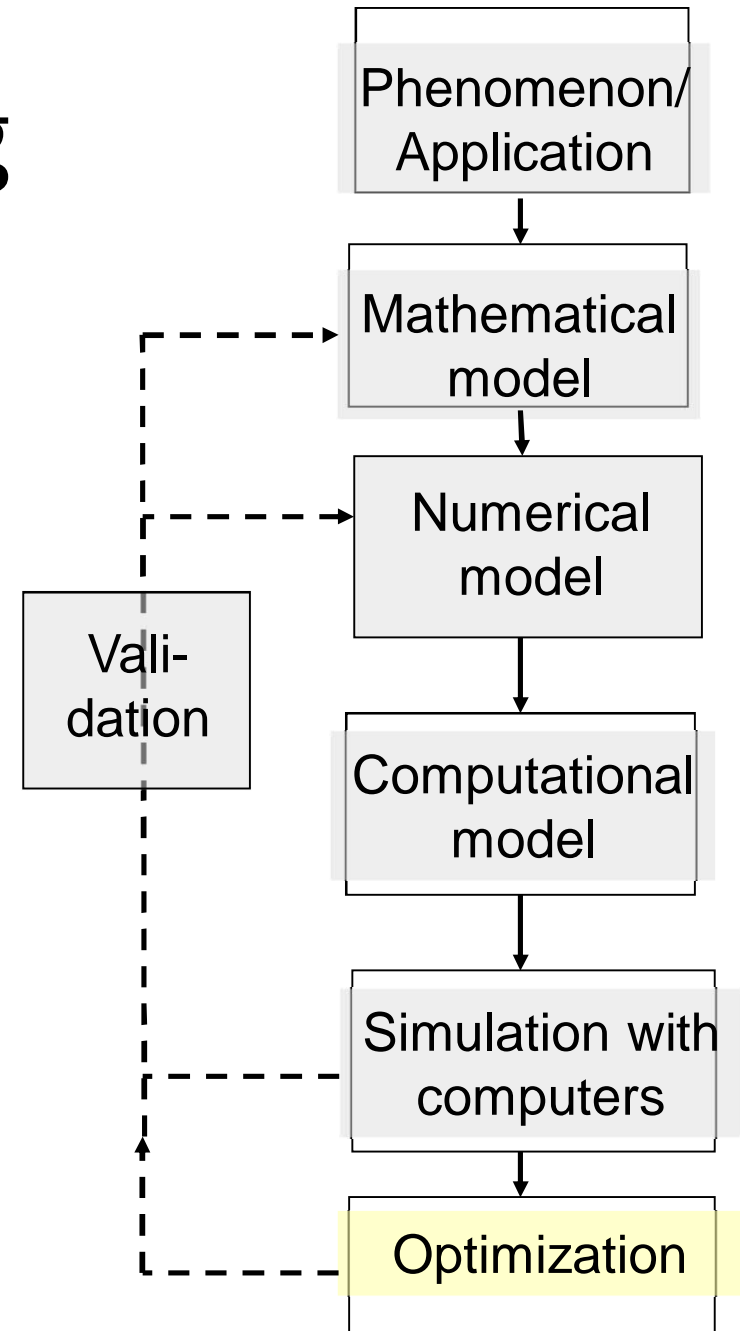 g
Phenomenon/
Application
Mathematical
model
Numerical
model
Vali-
dation
Computational
model
Simulation with
computers
Optimization